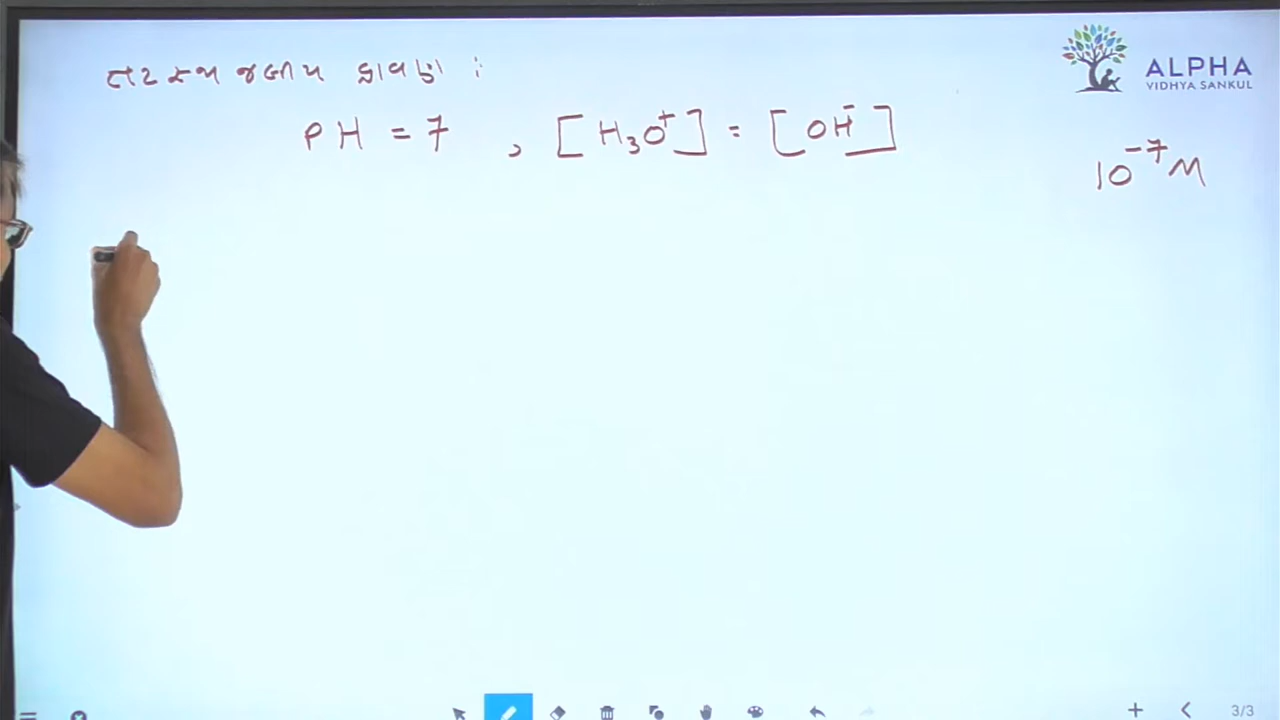 તટસ્થ જલીય દ્રાવણ :
PH = 7 , [H₃O⁺] = [OH⁻]
10⁻⁷ M
ALPHA
VIDHYA SANKUL
3/3